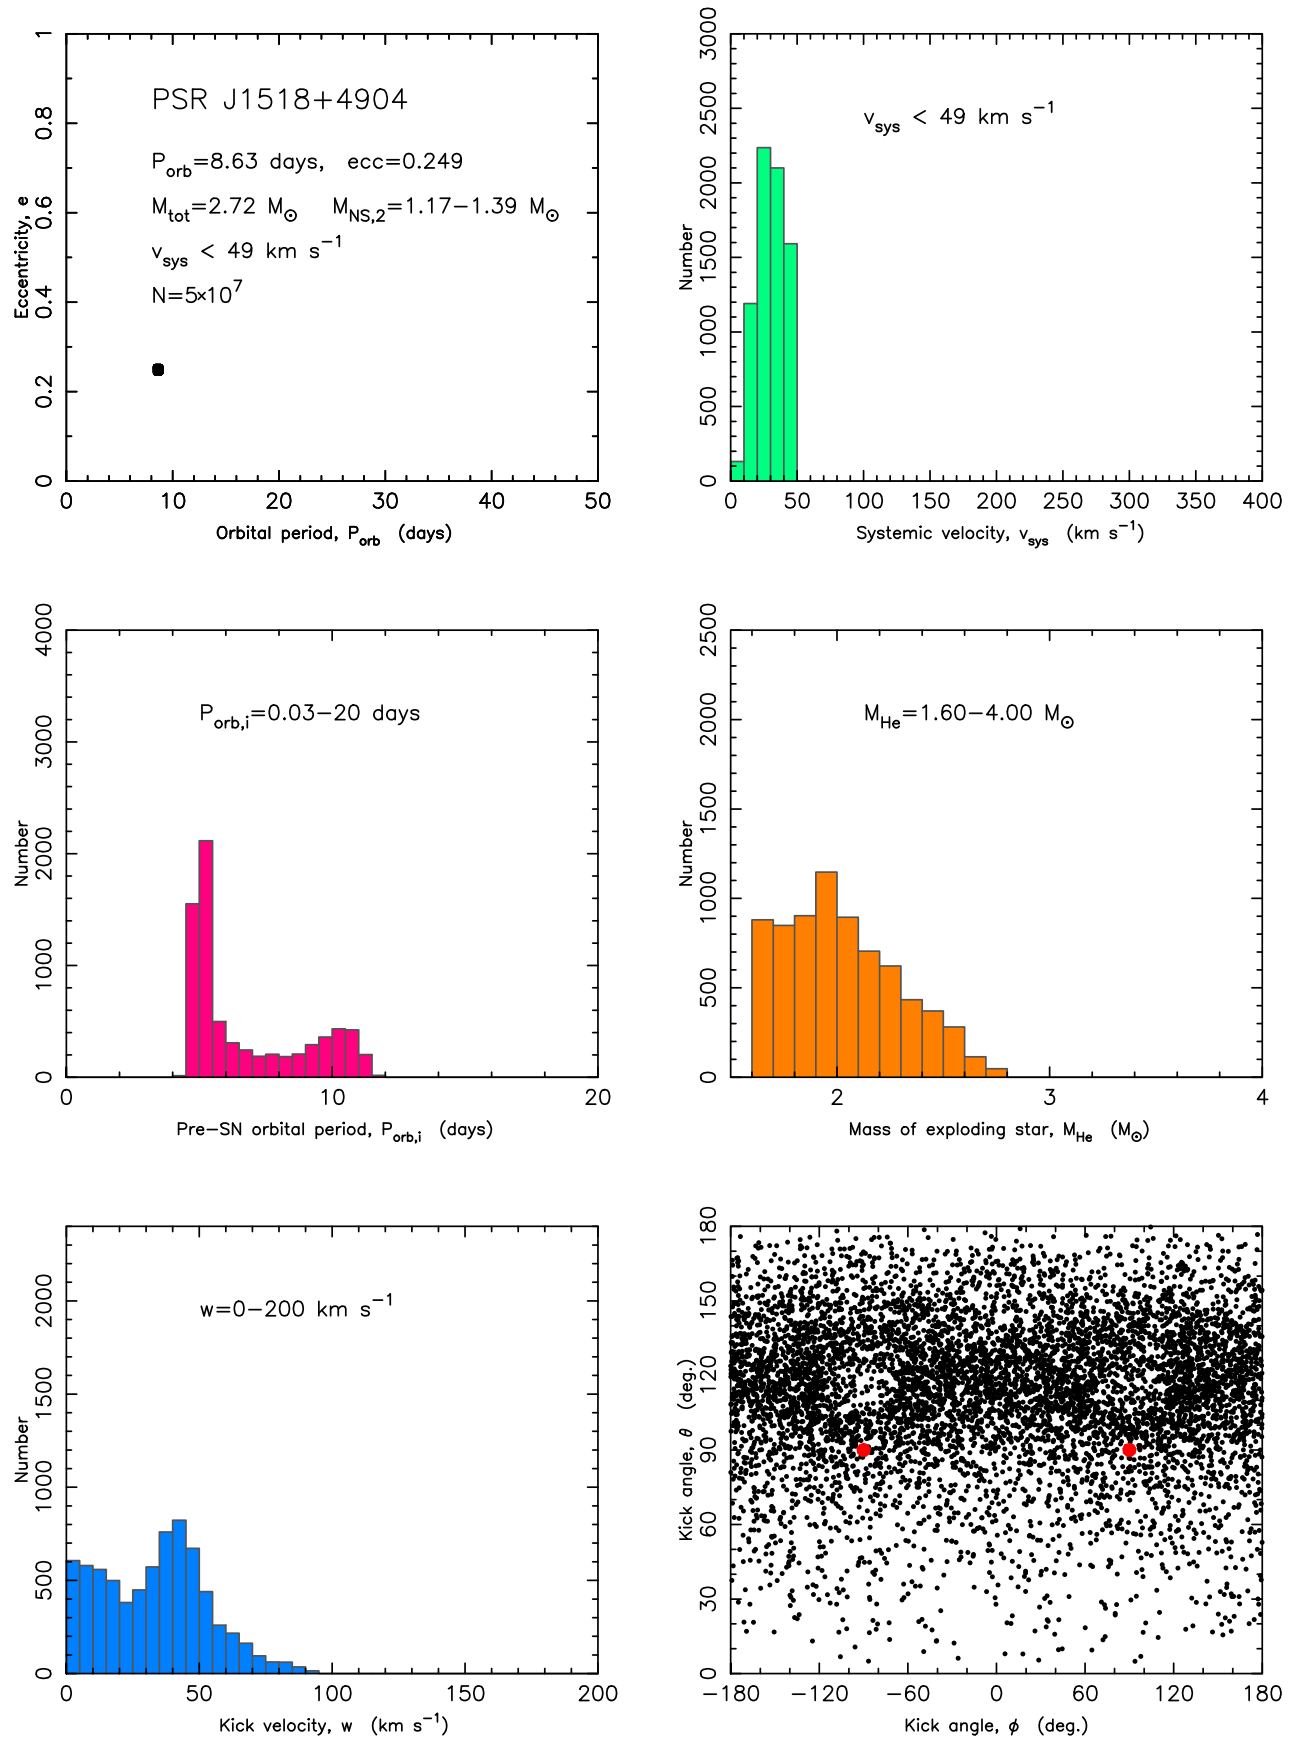 PSR J1518+4904
P_orb=8.63 days, ecc=0.249
M_tot=2.72 M_⊙ M_NS,2=1.17−1.39 M_⊙
v_sys < 49 km s^−1
N=5×10^7
Eccentricity, e
0 0.2 0.4 0.6 0.8 1
0 10 20 30 40 50
Orbital period, P_orb (days)
v_sys < 49 km s^−1
Number
0 500 1000 1500 2000 2500 3000
0 50 100 150 200 250 300 350 400
Systemic velocity, v_sys (km s^−1)
P_orb,i=0.03−20 days
Number
0 1000 2000 3000 4000
0 10 20
Pre−SN orbital period, P_orb,i (days)
M_He=1.60−4.00 M_⊙
Number
0 500 1000 1500 2000 2500
2 3 4
Mass of exploding star, M_He (M_⊙)
w=0−200 km s^−1
Number
0 500 1000 1500 2000
0 50 100 150 200
Kick velocity, w (km s^−1)
Kick angle, θ (deg.)
0 30 60 90 120 150 180
−180 −120 −60 0 60 120 180
Kick angle, ϕ (deg.)